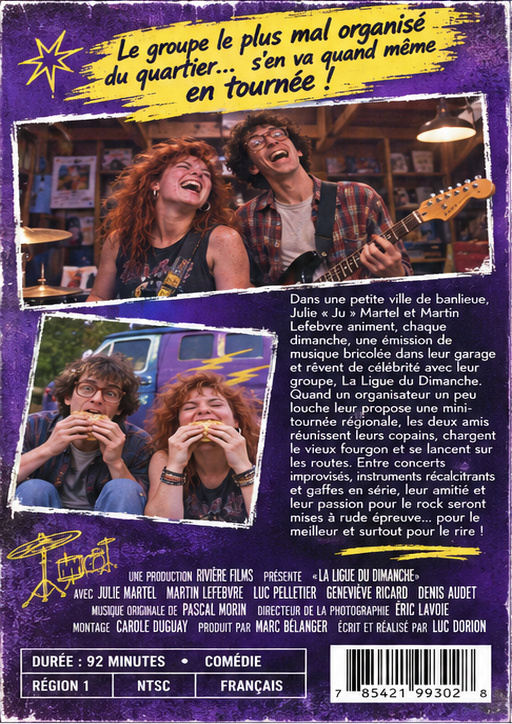 Le groupe le plus mal organisé
du quartier... s'en va quand même
en tournée !
Dans une petite ville de banlieue,
Julie « Ju » Martel et Martin
Lefebvre animent, chaque
dimanche, une émission de
musique bricolée dans leur garage
et rêvent de célébrité avec leur
groupe, La Ligue du Dimanche.
Quand un organisateur un peu
louche leur propose une mini-
tournée régionale, les deux amis
réunissent leurs copains, chargent
le vieux fourgon et se lancent sur
les routes. Entre concerts
improvisés, instruments récalcitrants
et gaffes en série, leur amitié et
leur passion pour le rock seront
mises à rude épreuve... pour le
meilleur et surtout pour le rire !
UNE PRODUCTION RIVIÈRE FILMS PRÉSENTE «LA LIGUE DU DIMANCHE»
AVEC JULIE MARTEL MARTIN LEFEBVRE LUC PELLETIER GENEVIÈVE RICARD DENIS AUDET
MUSIQUE ORIGINALE DE PASCAL MORIN DIRECTEUR DE LA PHOTOGRAPHIE ÉRIC LAVOIE
MONTAGE CAROLE DUGUAY PRODUIT PAR MARC BÉLANGER ÉCRIT ET RÉALISÉ PAR LUC DORION
DURÉE : 92 MINUTES • COMÉDIE
RÉGION 1 NTSC FRANÇAIS
7 85421 99302 8